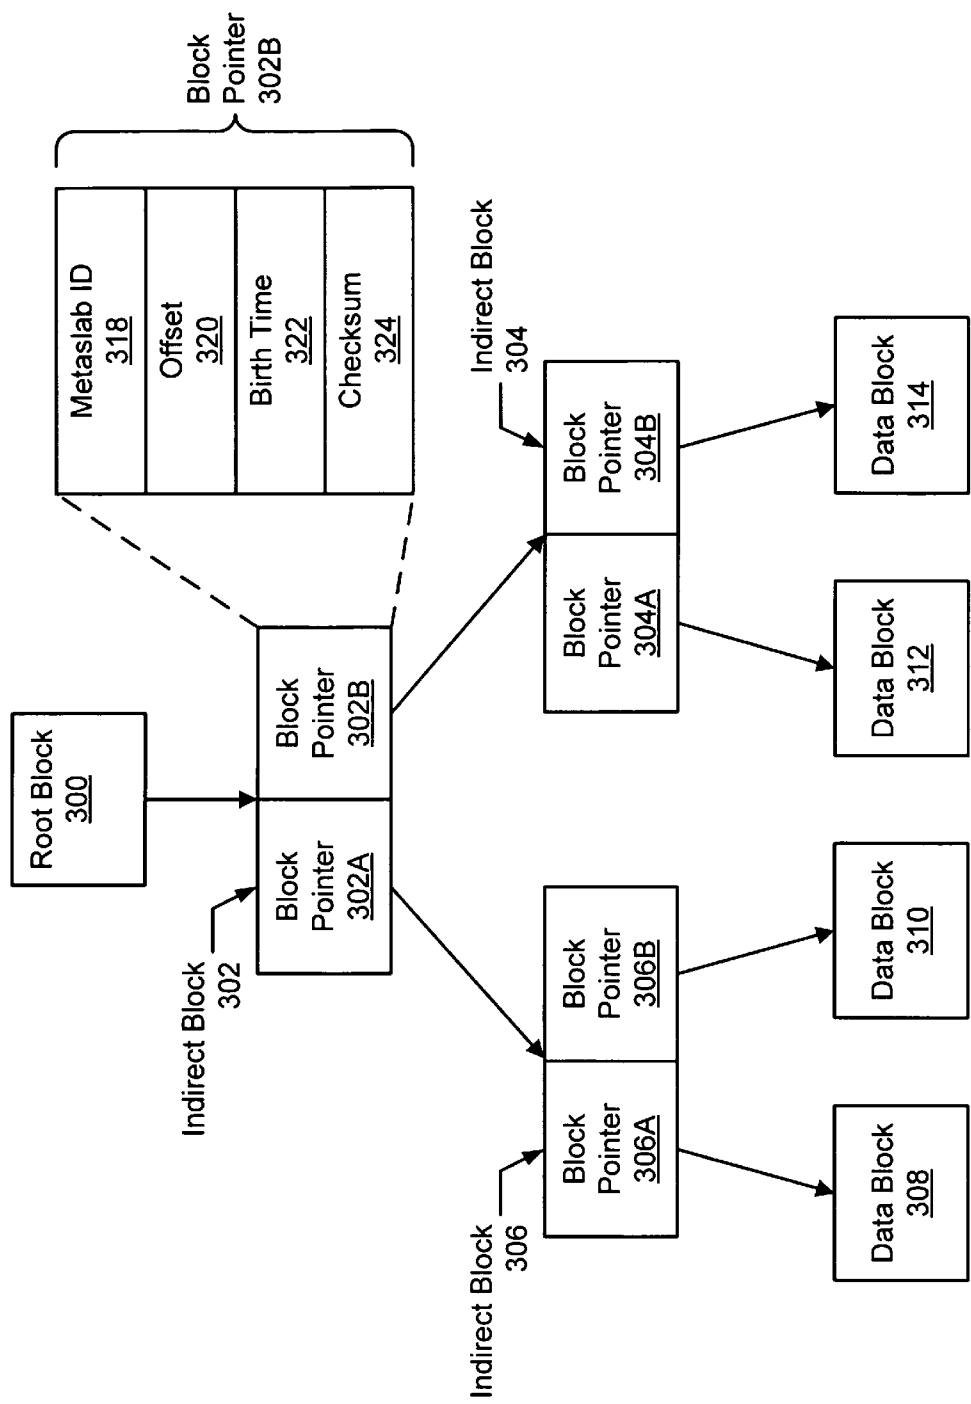 Root Block
300
Indirect Block
302
Block
Pointer
302A
Block
Pointer
302B
Metaslab ID
318
Offset
320
Birth Time
322
Checksum
324
Block
Pointer
302B
Indirect Block
306
Block
Pointer
306A
Block
Pointer
306B
Indirect Block
304
Block
Pointer
304A
Block
Pointer
304B
Data Block
308
Data Block
310
Data Block
312
Data Block
314